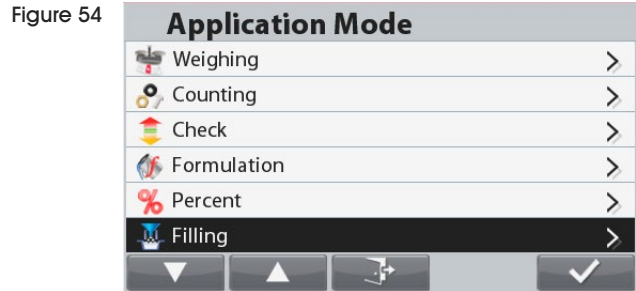 Figure 54
Application Mode
Weighing
Counting
Check
Formulation
Percent
Filling